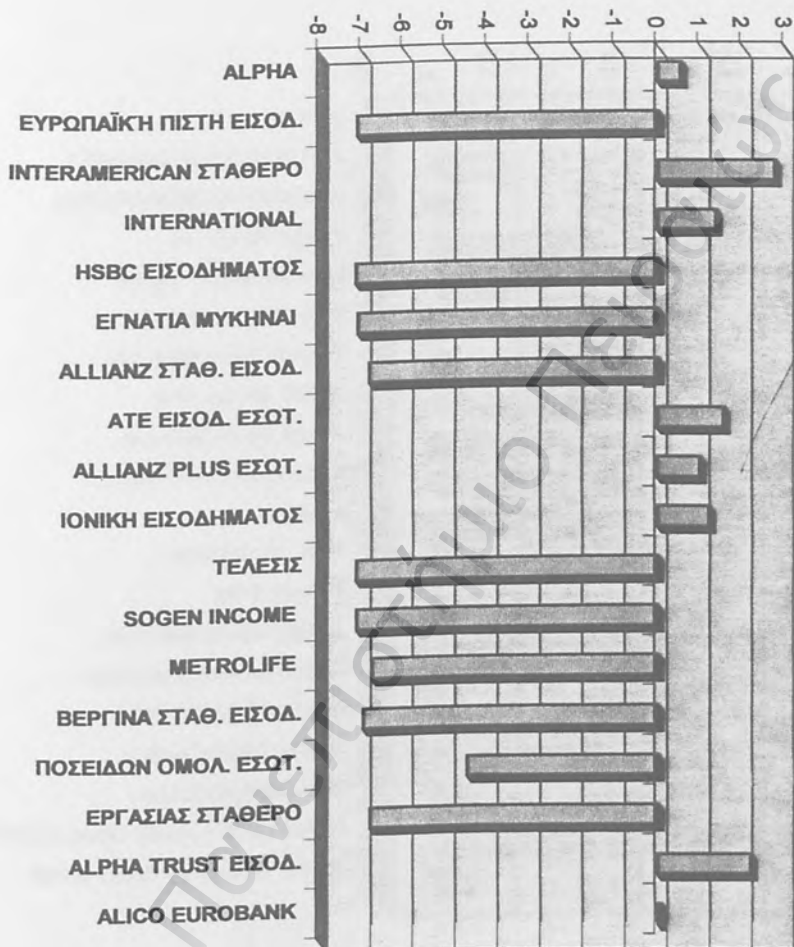 -8 -7 -6 -5 -4 -3 -2 -1 0 1 2 3
ALPHA
ΕΥΡΩΠΑΪΚΗ ΠΙΣΤΗ ΕΙΣΟΔ.
INTERAMERICAN ΣΤΑΘΕΡΟ
INTERNATIONAL
HSBC ΕΙΣΟΔΗΜΑΤΟΣ
ΕΓΝΑΤΙΑ ΜΥΚΗΝΑΙ
ALLIANZ ΣΤΑΘ. ΕΙΣΟΔ.
ΑΤΕ ΕΙΣΟΔ. ΕΣΩΤ.
ALLIANZ PLUS ΕΣΩΤ.
ΙΟΝΙΚΗ ΕΙΣΟΔΗΜΑΤΟΣ
ΤΕΛΕΣΙΣ
SOGEN INCOME
METROLIFE
ΒΕΡΓΙΝΑ ΣΤΑΘ. ΕΙΣΟΔ.
ΠΟΣΕΙΔΩΝ ΟΜΟΛ. ΕΣΩΤ.
ΕΡΓΑΣΙΑΣ ΣΤΑΘΕΡΟ
ALPHA TRUST ΕΙΣΟΔ.
ALICO EUROBANK
Πανεπιστήμιο Πειραιώς